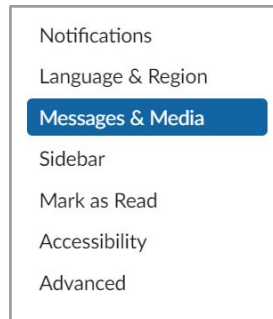 Notifications
Language & Region
Messages & Media
Sidebar
Mark as Read
Accessibility
Advanced